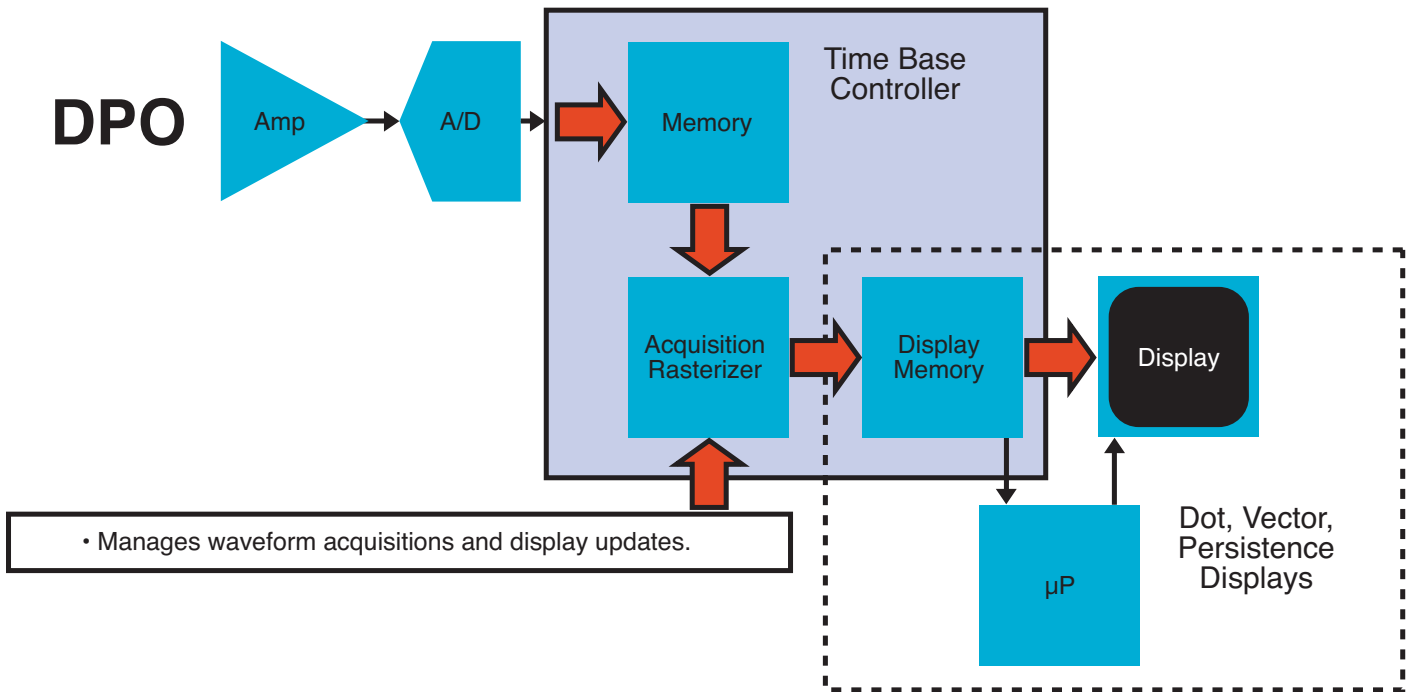 DPO
Amp
A/D
Memory
Time Base
Controller
Acquisition
Rasterizer
Display
Memory
Display
• Manages waveform acquisitions and display updates.
µP
Dot, Vector,
Persistence
Displays